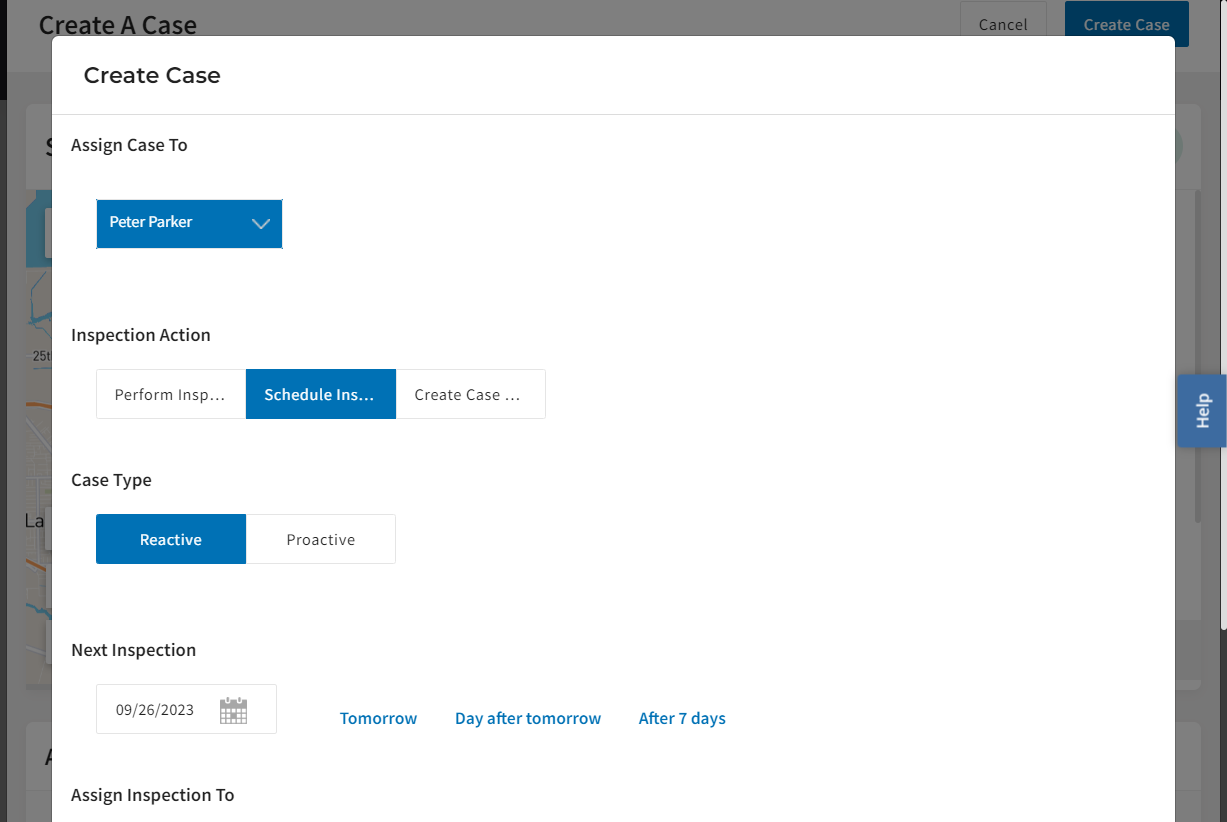 Create A Case
Cancel
Create Case
Create Case
Assign Case To
Peter Parker
Inspection Action
Perform Insp...
Schedule Ins...
Create Case ...
Help
Case Type
Reactive
Proactive
La
Next Inspection
09/26/2023
Tomorrow
Day after tomorrow
After 7 days
Assign Inspection To